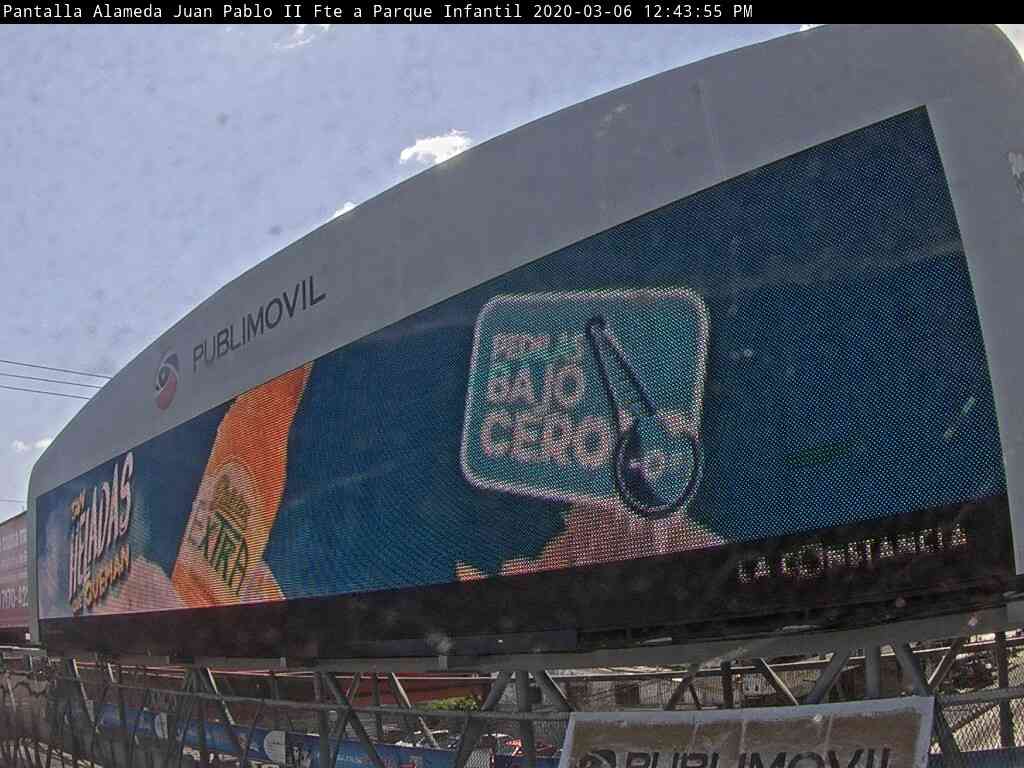 Pantalla Alameda Juan Pablo II Fte a Parque Infantil 2020-03-06 12:43:55 PM
PUBLIMOVIL
BAJO
CERO
HELADAS
QUEMAN
EXTRA
LA CONSTANCIA
PUBLIMOVIL